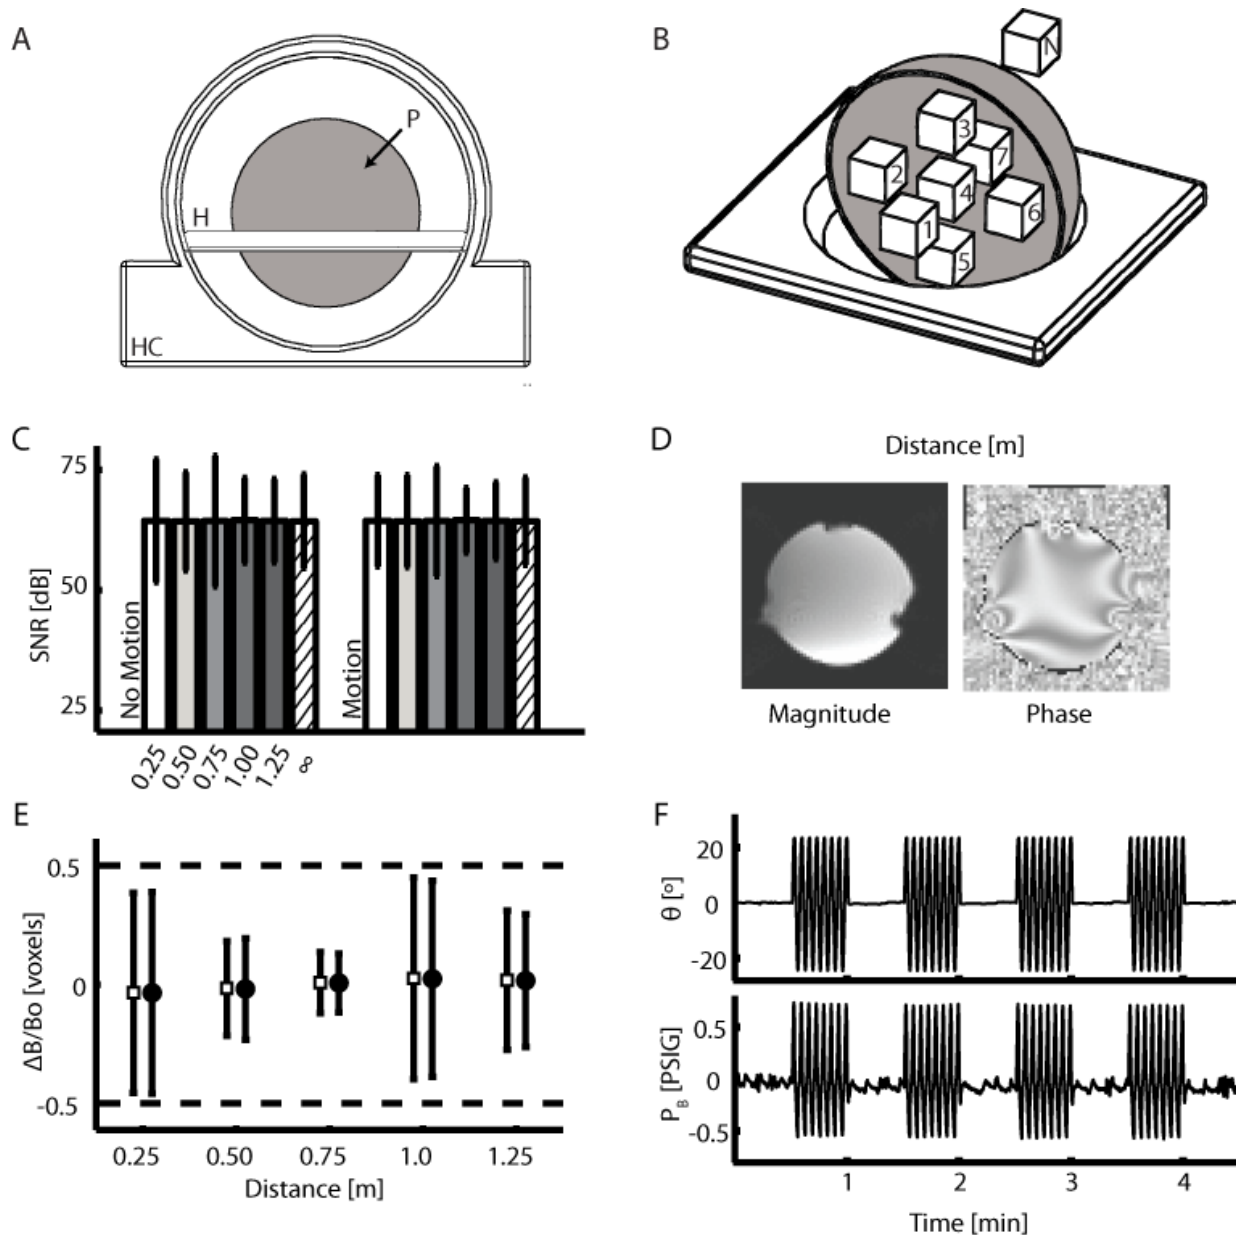 A
P
H
HC
B
N
3
7
2
4
6
1
5
C
SNR [dB]
75
50
25
No Motion
Motion
0.25
0.50
0.75
1.00
1.25
∞
D
Distance [m]
Magnitude
Phase
E
ΔB/Bo [voxels]
0.5
0
-0.5
0.25
0.50
0.75
1.0
1.25
Distance [m]
F
θ [°]
20
0
-20
P_B [PSIG]
0.5
0
-0.5
1
2
3
4
Time [min]